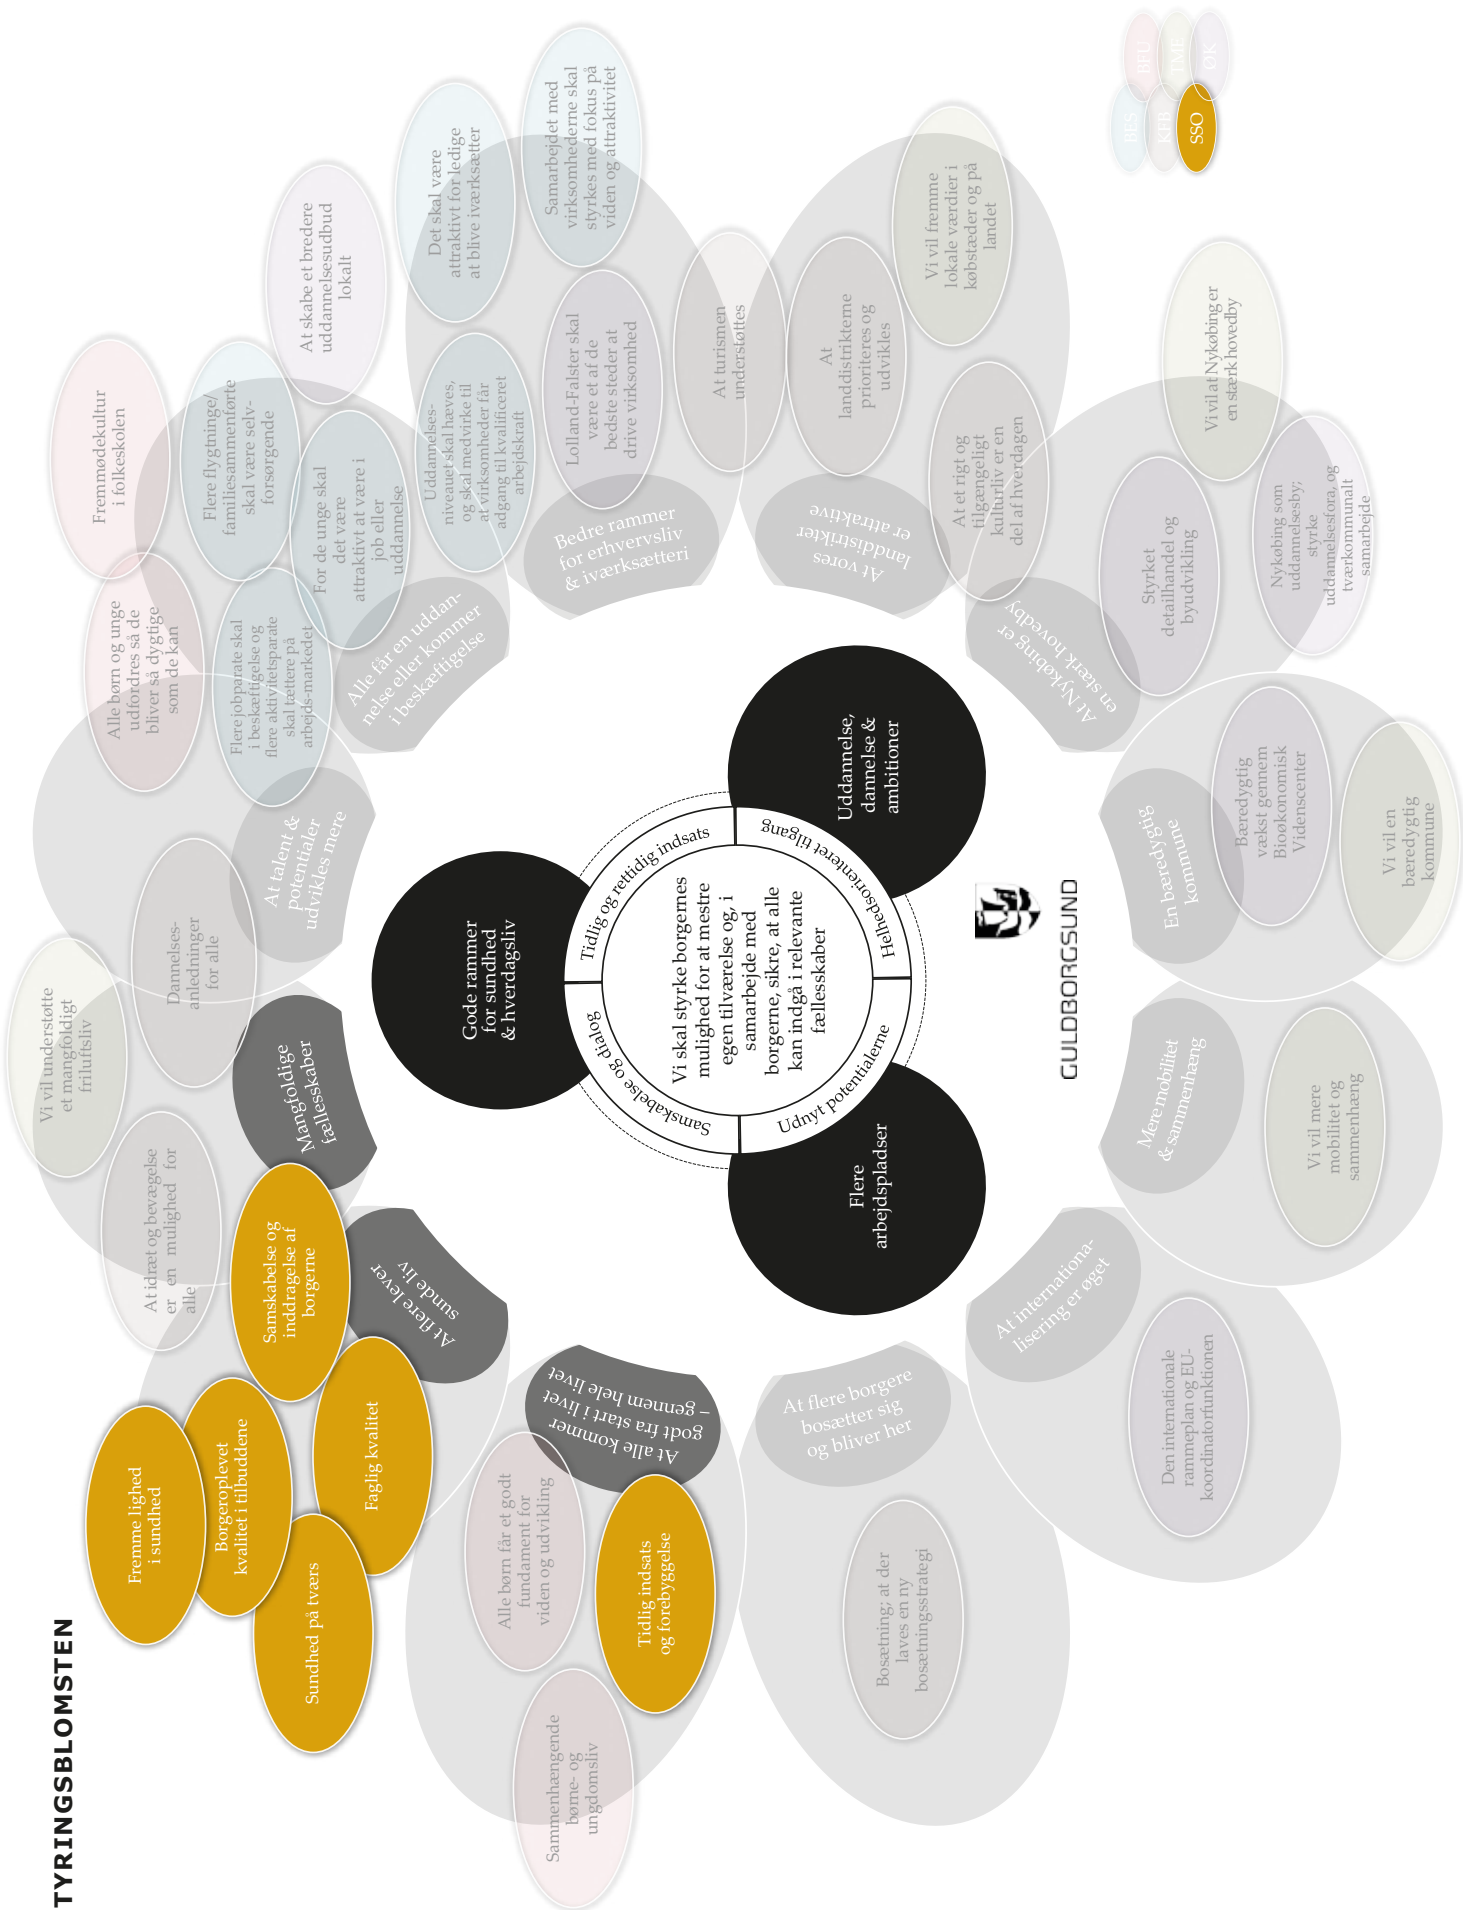 TYRINGSBLOMSTEN
Fremme lighed
i sundhed
Borgeroplevet
kvalitet i tilbuddene
Sundhed på tværs
Faglig kvalitet
Samskabelse og
inddragelse af
borgerne
Tidlig indsats
og forebyggelse
At idræt og bevægelse
er en mulighed for
alle
Vi vil understøtte
et mangfoldigt
friluftsliv
Dannelses-
anledninger
for alle
Alle børn og unge
udfordres så de
bliver så dygtige
som de kan
Fremmødekultur
i folkeskolen
Flere jobparate skal
i beskæftigelse og
flere aktivitetsparate
skal tættere på
arbejds-markedet
Flere flygtninge/
familiesammenførte
skal være selv-
forsørgende
For de unge skal
det være
attraktivt at være i
job eller
uddannelse
At skabe et bredere
uddannelsesudbud
lokalt
Det skal være
attraktivt for ledige
at blive iværksætter
Samarbejdet med
virksomhederne skal
styrkes med fokus på
viden og attraktivitet
Uddannelses-
niveauet skal hæves,
og skal medvirke til
at virksomheder får
adgang til kvalificeret
arbejdskraft
Lolland-Falster skal
være et af de
bedste steder at
drive virksomhed
At turismen
understøttes
At
landdistrikterne
prioriteres og
udvikles
Vi vil fremme
lokale værdier i
købstæder og på
landet
At et rigt og
tilgængeligt
kulturliv er en
del af hverdagen
Vi vil at Nykøbing er
en stærk hovedby
Styrket
detailhandel og
byudvikling
Nykøbing som
uddannelsesby;
styrke
uddannelsesfora, og
tværkommunalt
samarbejde
Bæredygtig
vækst gennem
Bioøkonomisk
Videnscenter
Vi vil en
bæredygtig
kommune
Vi vil mere
mobilitet og
sammenhæng
Den internationale
rammeplan og EU-
koordinatorfunktionen
Bosætning; at der
laves en ny
bosætningsstrategi
Alle børn får et godt
fundament for
viden og udvikling
Sammenhængende
børne- og
ungdomsliv
Mangfoldige
fællesskaber
At talent &
potentialer
udvikles mere
Alle får en uddan-
nelse eller kommer
i beskæftigelse
Bedre rammer
for erhvervsliv
& iværksætteri
At vores
landdistrikter
er attraktive
At Nykøbing er
en stærk hovedby
En bæredygtig
kommune
Mere mobilitet
& sammenhæng
At internationa-
lisering er øget
At flere borgere
bosætter sig
og bliver her
At alle kommer
godt fra start i livet
– gennem hele livet
At flere lever
sunde liv
Gode rammer
for sundhed
& hverdagsliv
Uddannelse,
dannelse &
ambitioner
Flere
arbejdspladser
Samskabelse og dialog
Tidlig og rettidig indsats
Helhedsorienteret tilgang
Udnyt potentialerne
Vi skal styrke borgernes
mulighed for at mestre
egen tilværelse og, i
samarbejde med
borgerne, sikre, at alle
kan indgå i relevante
fællesskaber
GULDBORGSUND
BES
BFU
KFB
TME
SSO
ØK